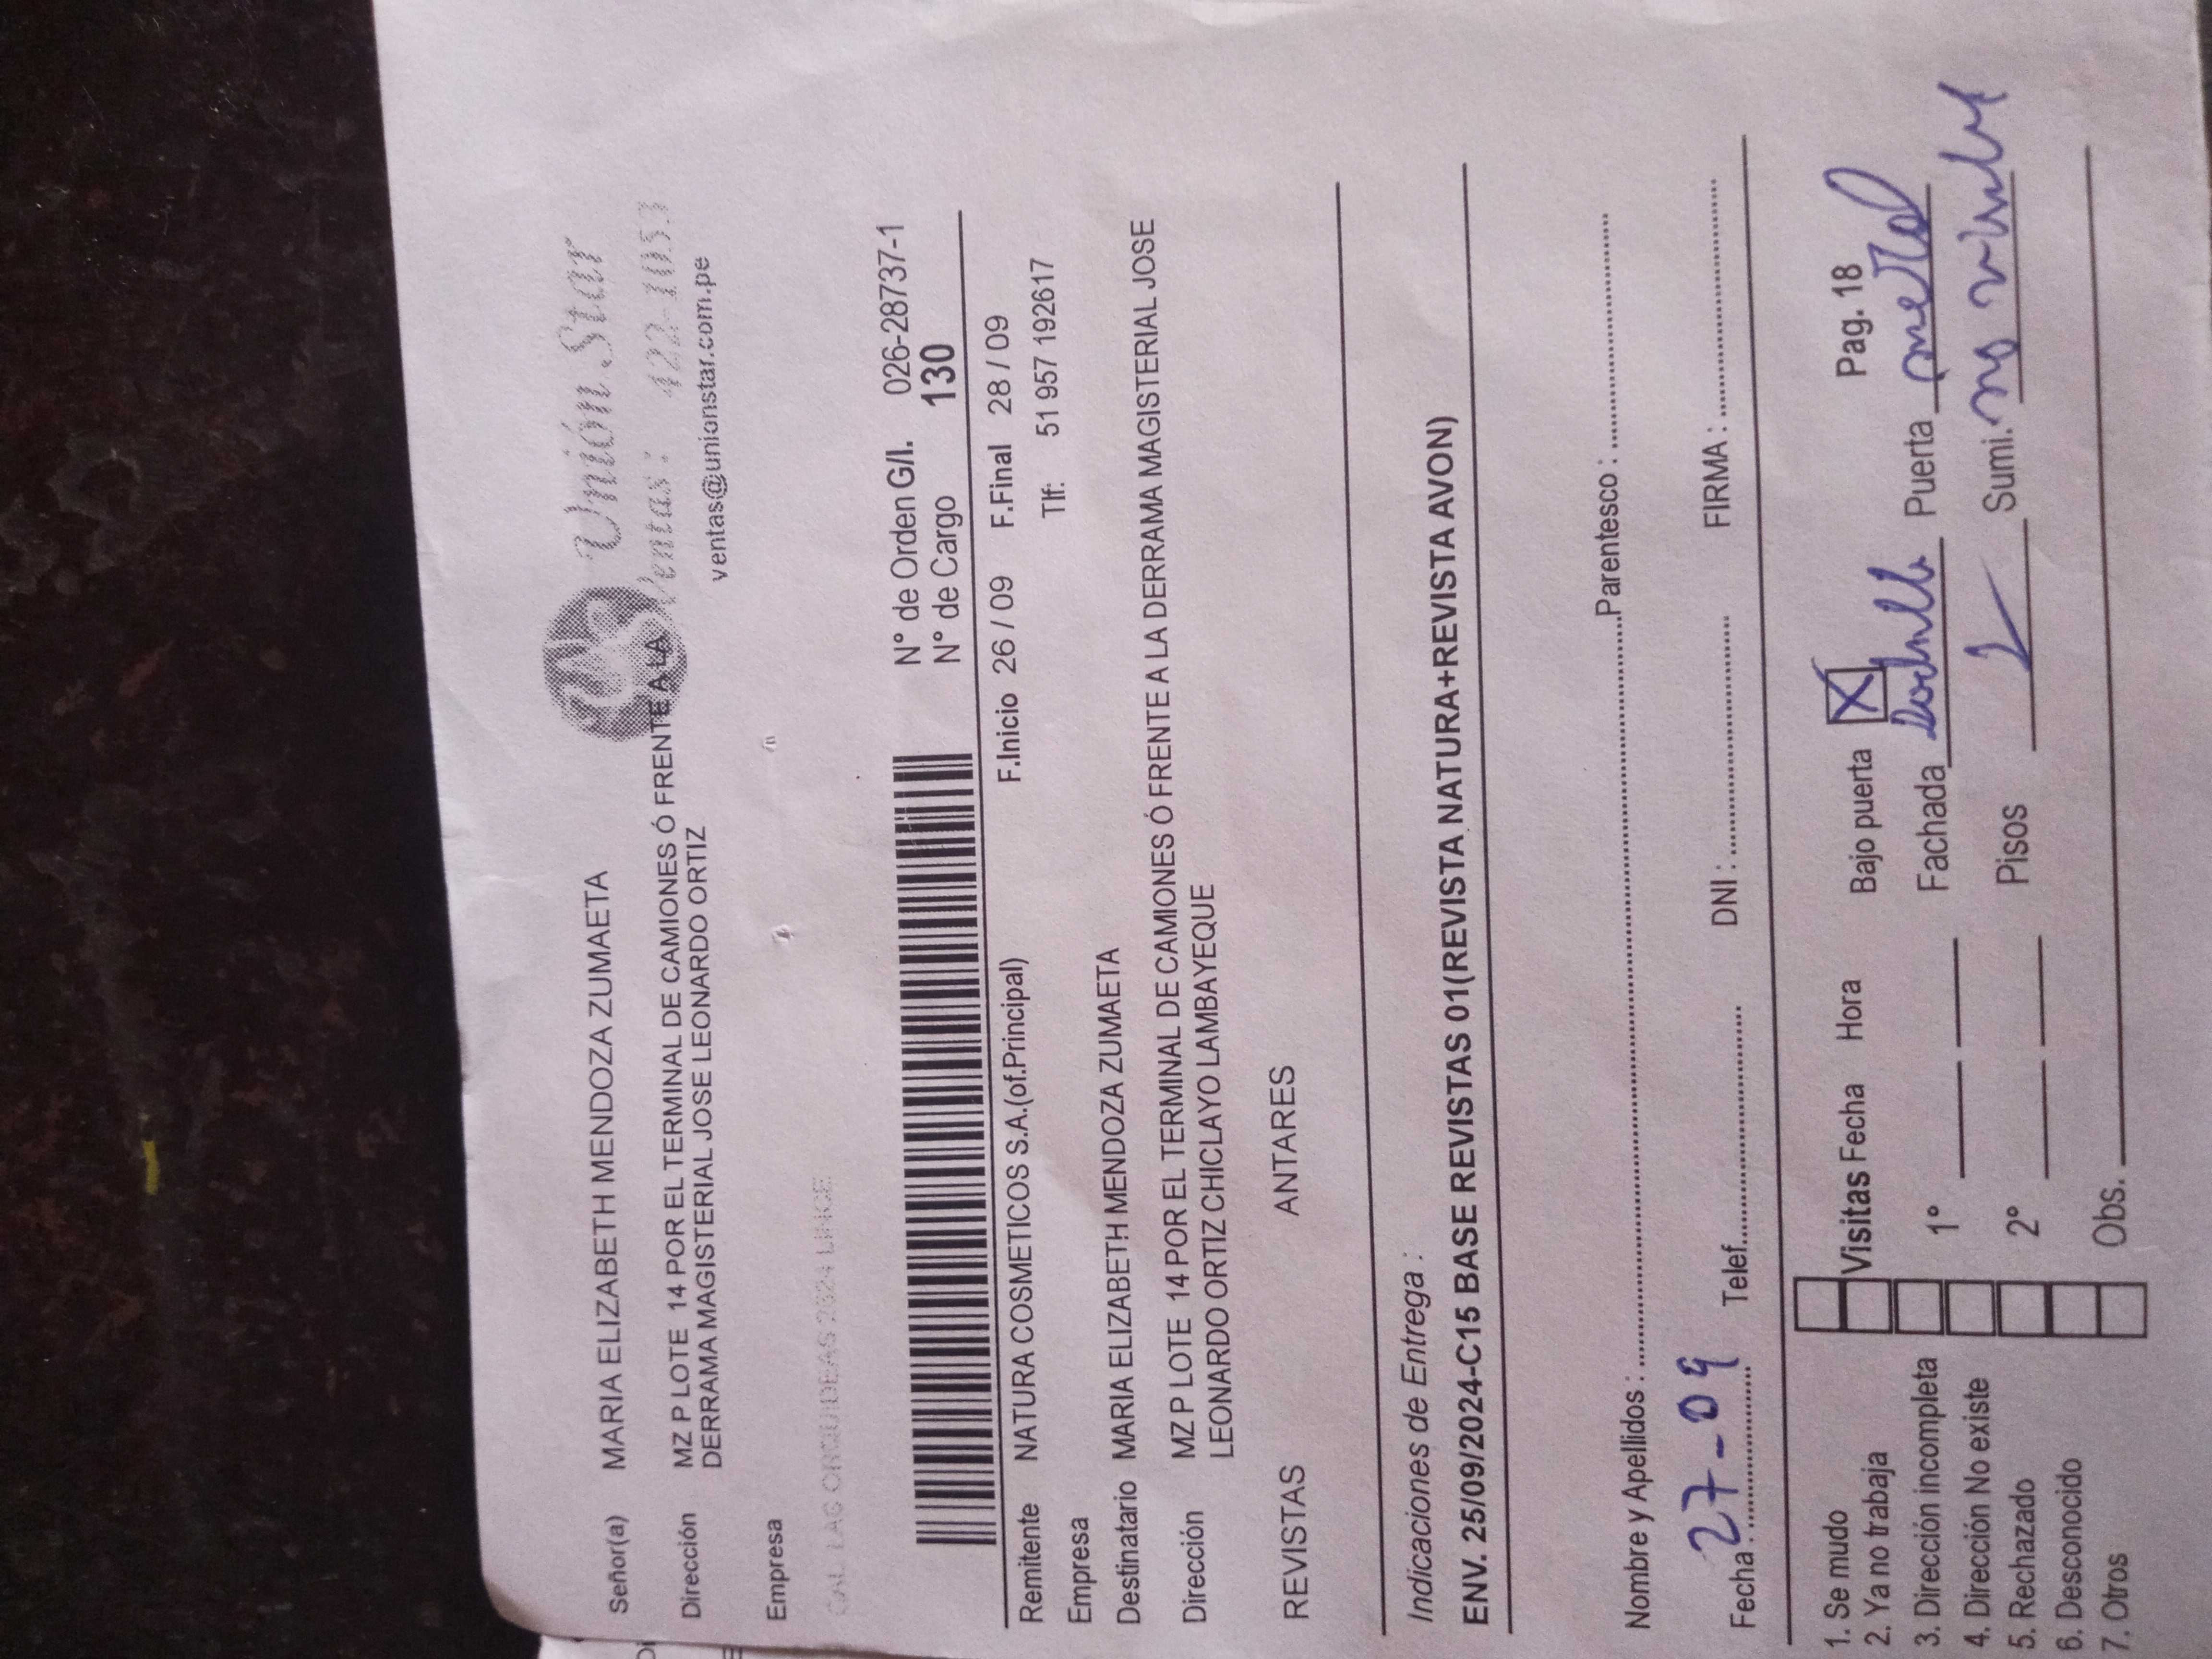 Unión Star
Ventas: 422-1053
ventas@unionstar.com.pe
Señor(a) MARIA ELIZABETH MENDOZA ZUMAETA
Dirección MZ P LOTE 14 POR EL TERMINAL DE CAMIONES Ó FRENTE A LA
DERRAMA MAGISTERIAL JOSE LEONARDO ORTIZ
Empresa
N° de Orden G/I. 026-28737-1
N° de Cargo 130
Remitente NATURA COSMETICOS S.A.(of.Principal) F.Inicio 26 / 09 F.Final 28 / 09
Empresa Tlf: 51 957 192617
Destinatario MARIA ELIZABETH MENDOZA ZUMAETA
Dirección MZ P LOTE 14 POR EL TERMINAL DE CAMIONES Ó FRENTE A LA DERRAMA MAGISTERIAL JOSE
LEONARDO ORTIZ CHICLAYO LAMBAYEQUE
REVISTAS ANTARES
Indicaciones de Entrega :
ENV. 25/09/2024-C15 BASE REVISTAS 01(REVISTA NATURA+REVISTA AVON)
Nombre y Apellidos : Parentesco :
Fecha : 27-09 Telef. DNI : FIRMA :
1. Se mudo
2. Ya no trabaja
3. Dirección incompleta
4. Dirección No existe
5. Rechazado
6. Desconocido
7. Otros
Visitas Fecha Hora Bajo puerta X Pag. 18
1° Fachada Puerta
2° Pisos Sumi.
Obs.